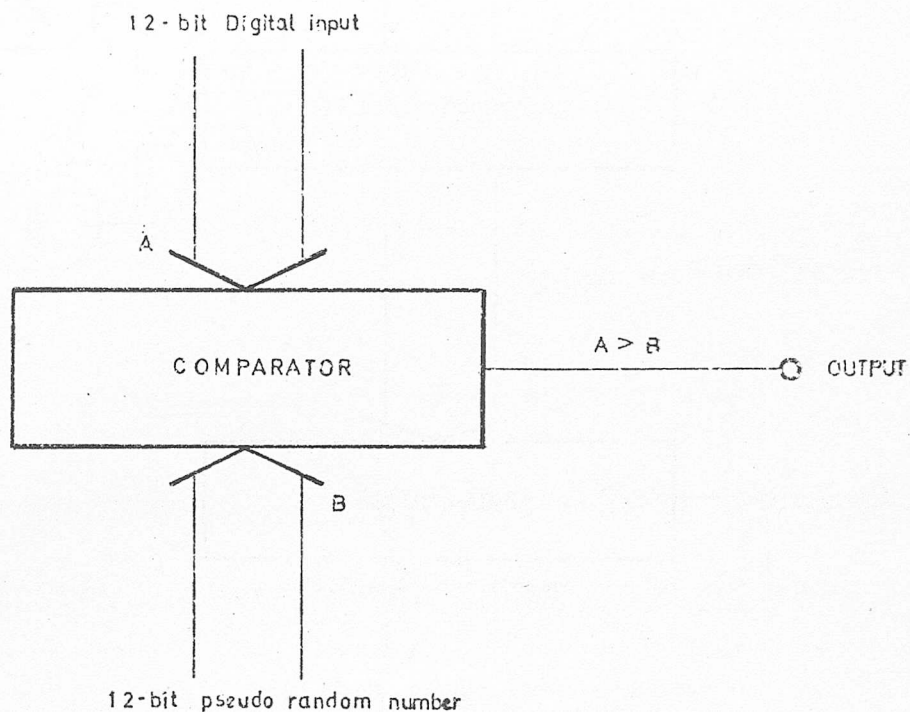 12-bit Digital input
A
COMPARATOR
A > B
OUTPUT
B
12-bit pseudo random number